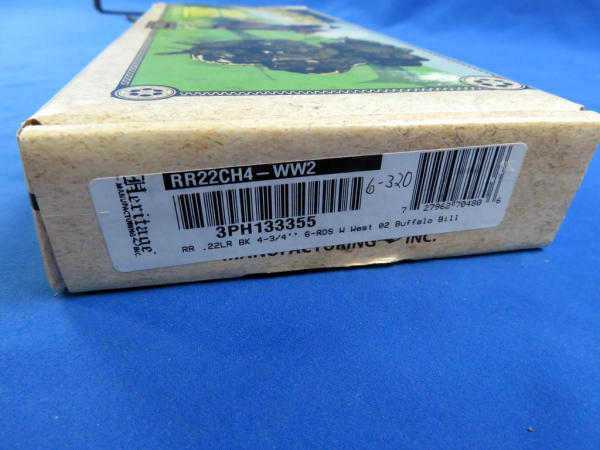 RR22CH4-WW2
6-320
Heritage
MANUFACTURING INC.
3PH133355
7 27962 70480 6
RR .22LR BK 4-3/4'' 6-RDS W West 02 Buffalo Bill
MANUFACTURING INC.